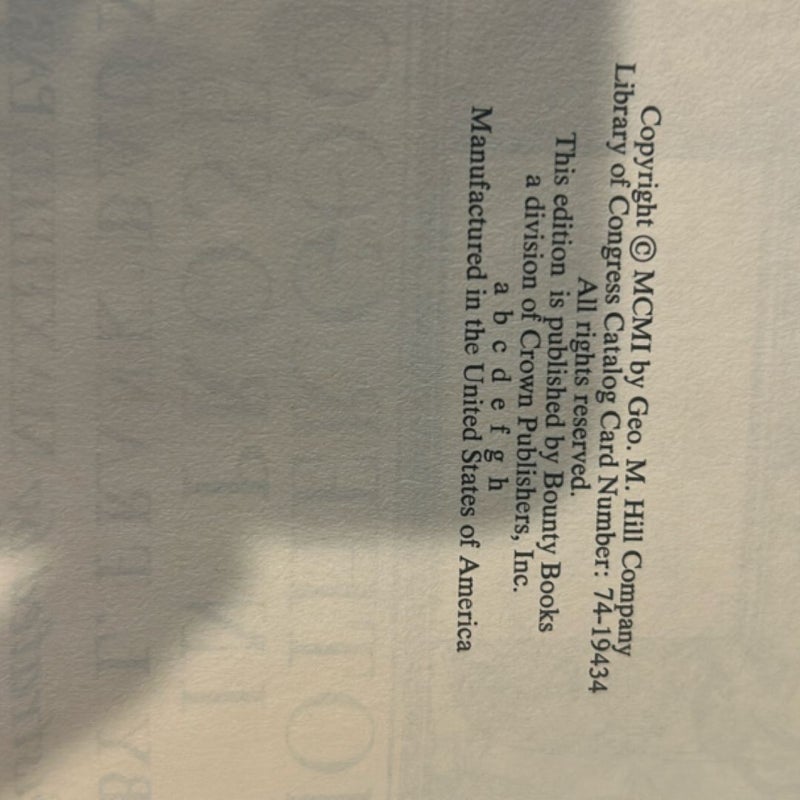 Copyright © MCMI by Geo. M. Hill Company
Library of Congress Catalog Card Number: 74-19434
All rights reserved.
This edition is published by Bounty Books
a division of Crown Publishers, Inc.
a b c d e f g h
Manufactured in the United States of America